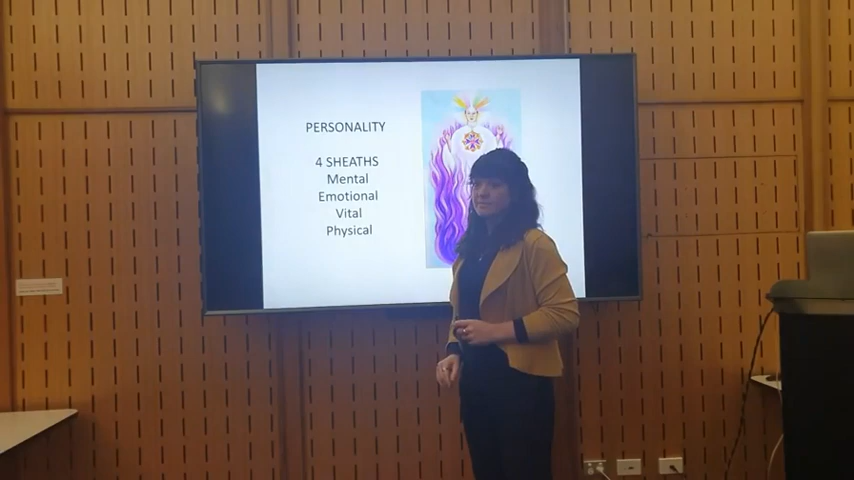 PERSONALITY
4 SHEATHS
Mental
Emotional
Vital
Physical